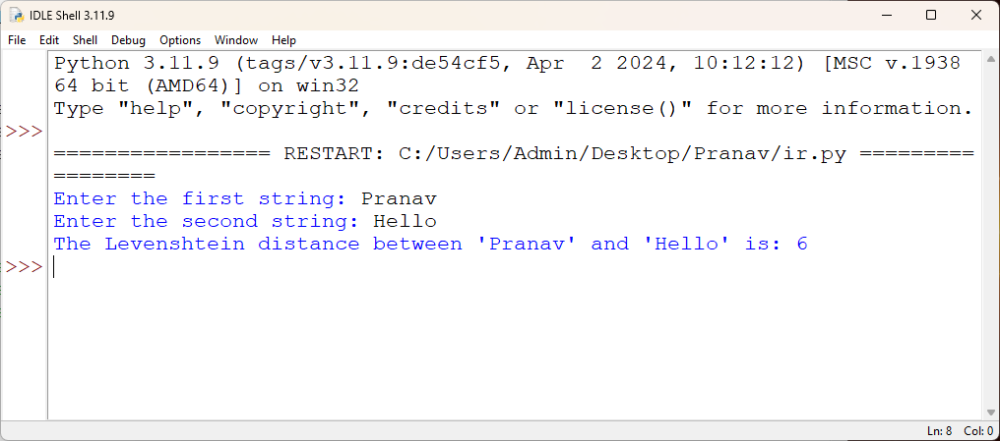 IDLE Shell 3.11.9
File Edit Shell Debug Options Window Help
Python 3.11.9 (tags/v3.11.9:de54cf5, Apr  2 2024, 10:12:12) [MSC v.1938
64 bit (AMD64)] on win32
Type "help", "copyright", "credits" or "license()" for more information.
>>>
================= RESTART: C:/Users/Admin/Desktop/Pranav/ir.py =========
========
Enter the first string: Pranav
Enter the second string: Hello
The Levenshtein distance between 'Pranav' and 'Hello' is: 6
>>>
Ln: 8 Col: 0